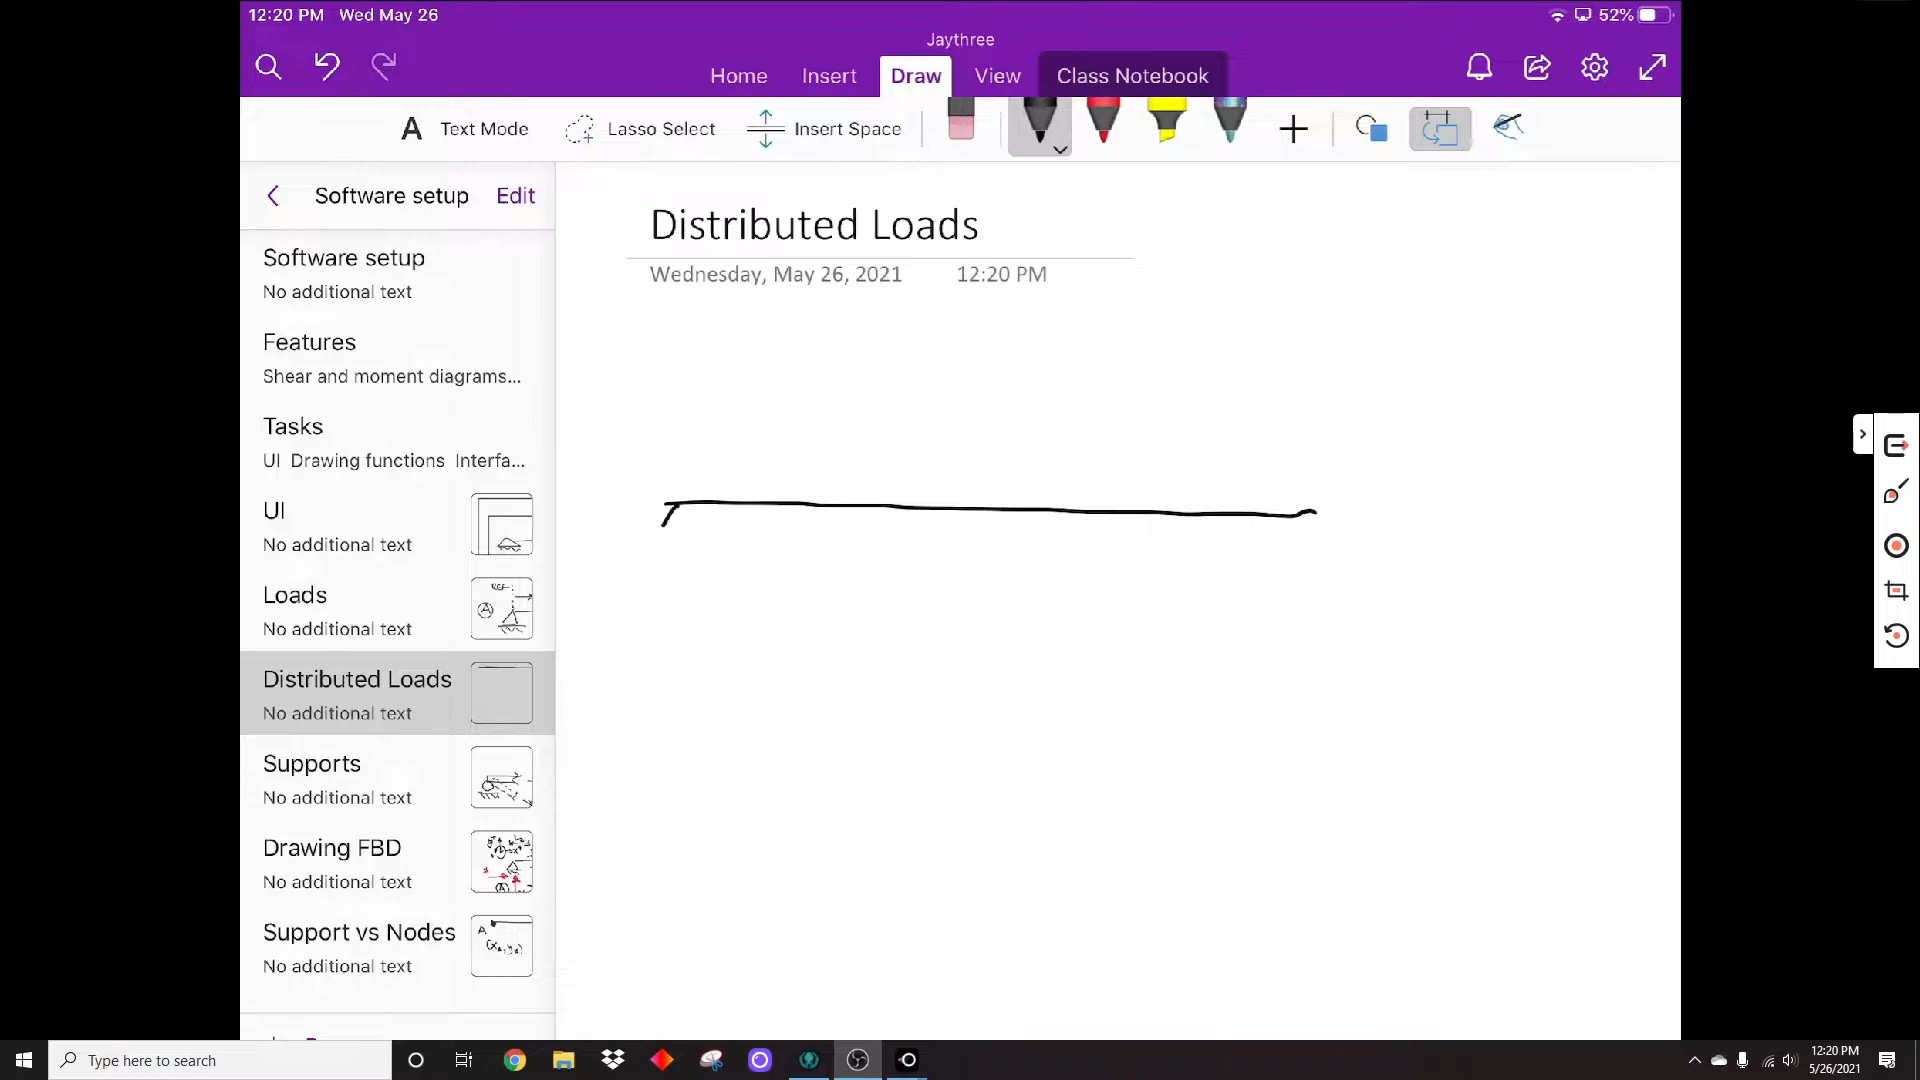 12:20 PM Wed May 26
52%
Jaythree
Home Insert Draw View Class Notebook
A Text Mode Lasso Select Insert Space
Software setup Edit
Software setup
No additional text
Features
Shear and moment diagrams...
Tasks
UI Drawing functions Interfa...
UI
No additional text
Loads
No additional text
REF
A
Distributed Loads
No additional text
Supports
No additional text
Drawing FBD
No additional text
A
Support vs Nodes
No additional text
A
Distributed Loads
Wednesday, May 26, 2021 12:20 PM
Type here to search
12:20 PM
5/26/2021